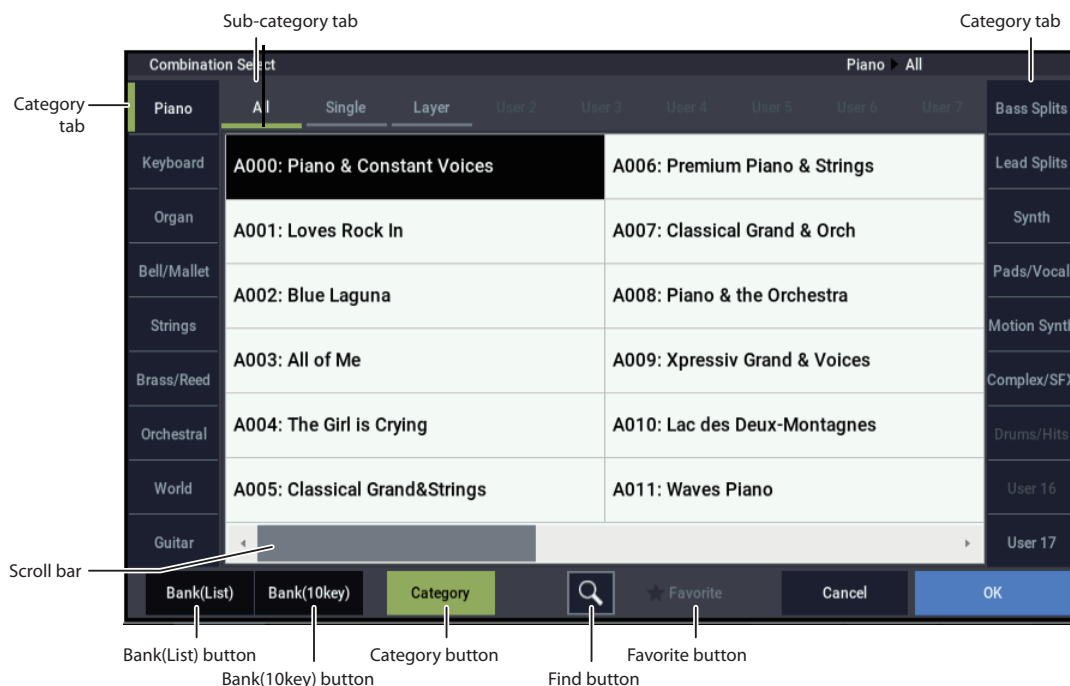 Sub-category tab
Category tab
Combination Select
Piano All
Category tab
Piano
All
Single
Layer
User 2
User 3
User 4
User 5
User 6
User 7
Bass Splits
Keyboard
A000: Piano & Constant Voices
A006: Premium Piano & Strings
Lead Splits
Organ
A001: Loves Rock In
A007: Classical Grand & Orch
Synth
Bell/Mallet
A002: Blue Laguna
A008: Piano & the Orchestra
Pads/Vocal
Strings
A003: All of Me
A009: Xpressiv Grand & Voices
Motion Synth
Brass/Reed
A004: The Girl is Crying
A010: Lac des Deux-Montagnes
Complex/SFX
Orchestral
Drums/Hits
World
A005: Classical Grand&Strings
A011: Waves Piano
User 16
Guitar
User 17
Scroll bar
Bank(List)
Bank(10key)
Category
Favorite
Cancel
OK
Bank(List) button
Category button
Favorite button
Bank(10key) button
Find button